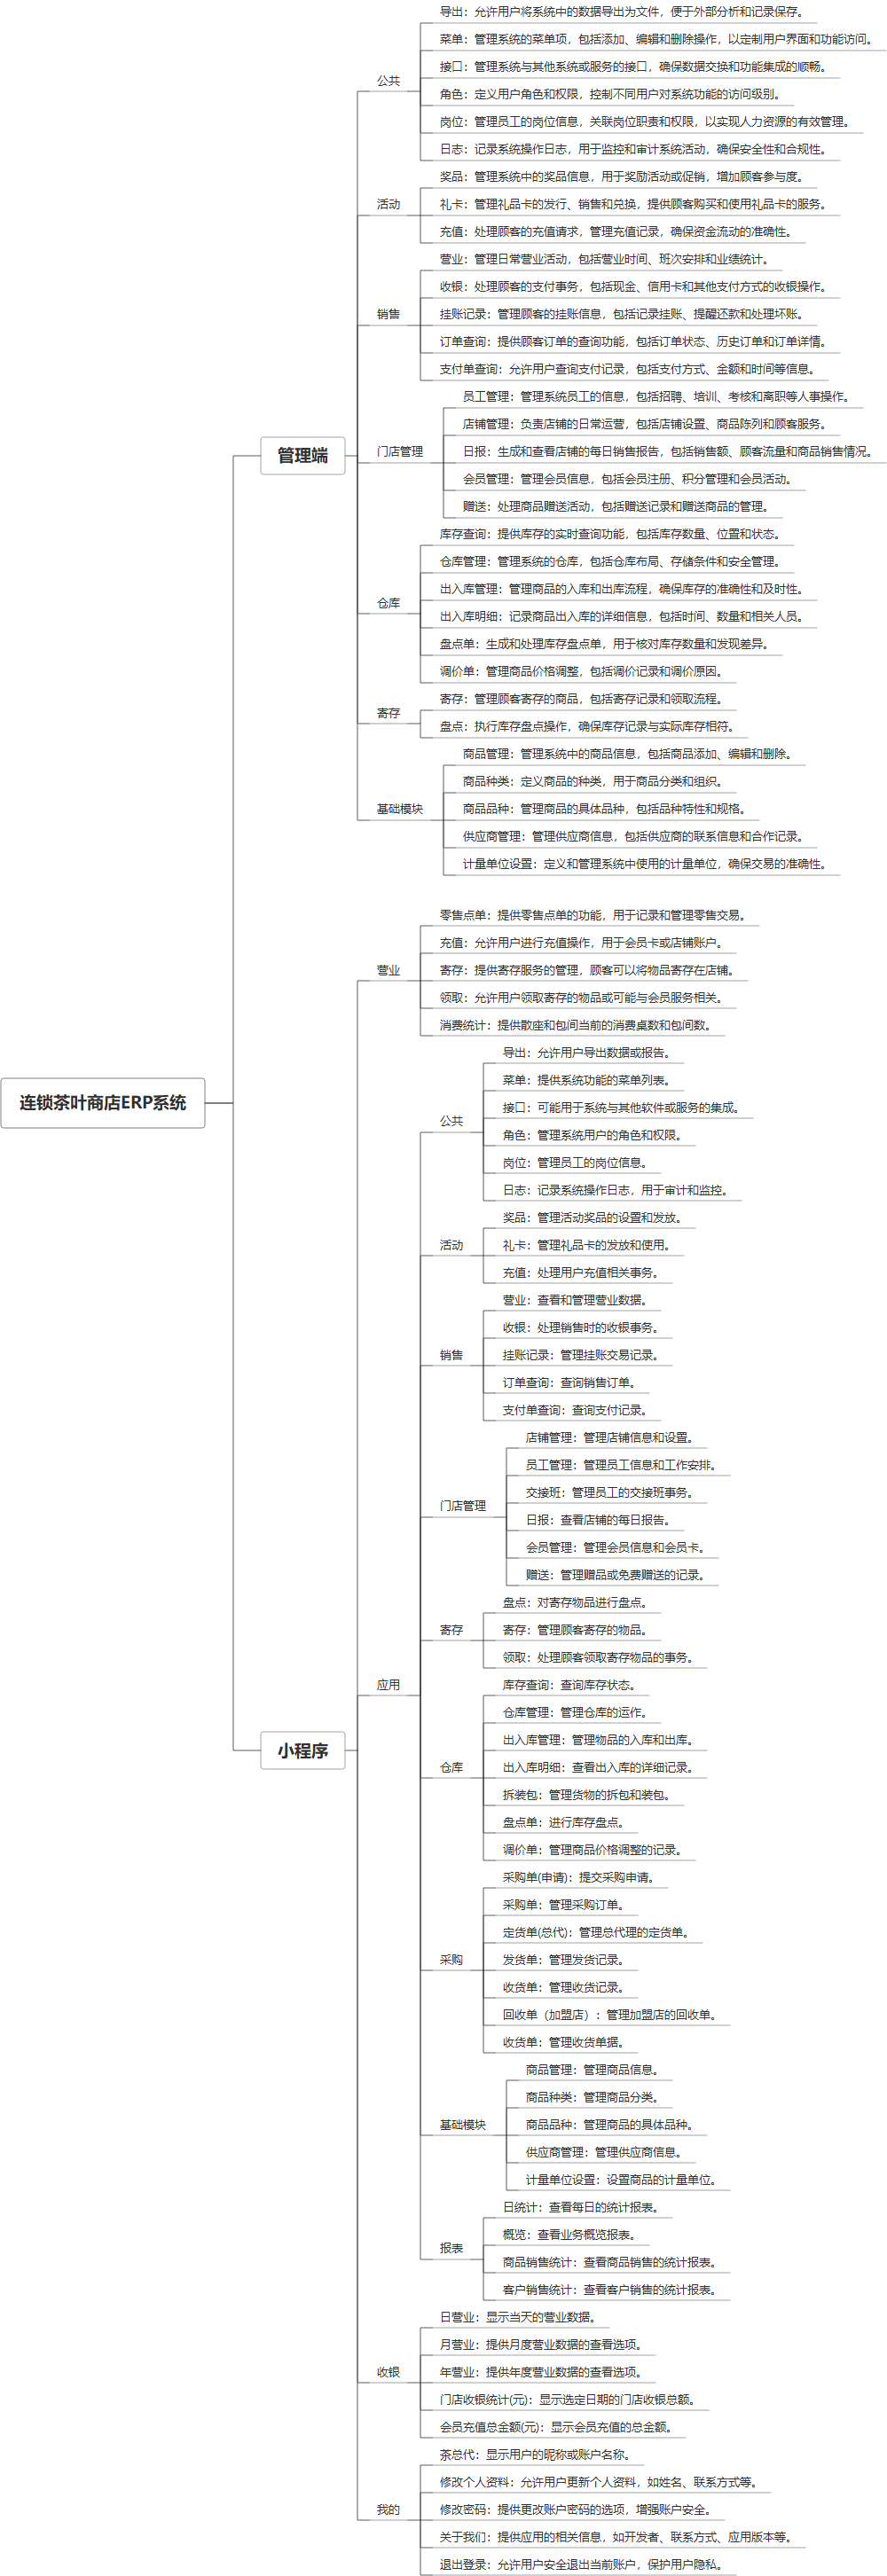 连锁茶叶商店ERP系统
管理端
公共
导出：允许用户将系统中的数据导出为文件，便于外部分析和记录保存。
菜单：管理系统的菜单项，包括添加、编辑和删除操作，以定制用户界面和功能访问。
接口：管理系统与其他系统或服务的接口，确保数据交换和功能集成的顺畅。
角色：定义用户角色和权限，控制不同用户对系统功能的访问级别。
岗位：管理员工的岗位信息，关联岗位职责和权限，以实现人力资源的有效管理。
日志：记录系统操作日志，用于监控和审计系统活动，确保安全性和合规性。
活动
奖品：管理系统中的奖品信息，用于奖励活动或促销，增加顾客参与度。
礼卡：管理礼品卡的发行、销售和兑换，提供顾客购买和使用礼品卡的服务。
充值：处理顾客的充值请求，管理充值记录，确保资金流动的准确性。
销售
营业：管理日常营业活动，包括营业时间、班次安排和业绩统计。
收银：处理顾客的支付事务，包括现金、信用卡和其他支付方式的收银操作。
挂账记录：管理顾客的挂账信息，包括记录挂账、提醒还款和处理坏账。
订单查询：提供顾客订单的查询功能，包括订单状态、历史订单和订单详情。
支付单查询：允许用户查询支付记录，包括支付方式、金额和时间等信息。
门店管理
员工管理：管理系统员工的信息，包括招聘、培训、考核和离职等人事操作。
店铺管理：负责店铺的日常运营，包括店铺设置、商品陈列和顾客服务。
日报：生成和查看店铺的每日销售报告，包括销售额、顾客流量和商品销售情况。
会员管理：管理会员信息，包括会员注册、积分管理和会员活动。
赠送：处理商品赠送活动，包括赠送记录和赠送商品的管理。
仓库
库存查询：提供库存的实时查询功能，包括库存数量、位置和状态。
仓库管理：管理系统的仓库，包括仓库布局、存储条件和安全管理。
出入库管理：管理商品的入库和出库流程，确保库存的准确性和及时性。
出入库明细：记录商品出入库的详细信息，包括时间、数量和相关人员。
盘点单：生成和处理库存盘点单，用于核对库存数量和发现差异。
调价单：管理商品价格调整，包括调价记录和调价原因。
寄存
寄存：管理顾客寄存的商品，包括寄存记录和领取流程。
盘点：执行库存盘点操作，确保库存记录与实际库存相符。
基础模块
商品管理：管理系统中的商品信息，包括商品添加、编辑和删除。
商品种类：定义商品的种类，用于商品分类和组织。
商品品种：管理商品的具体品种，包括品种特性和规格。
供应商管理：管理供应商信息，包括供应商的联系信息和合作记录。
计量单位设置：定义和管理系统中使用的计量单位，确保交易的准确性。
小程序
营业
零售点单：提供零售点单的功能，用于记录和管理零售交易。
充值：允许用户进行充值操作，用于会员卡或店铺账户。
寄存：提供寄存服务的管理，顾客可以将物品寄存在店铺。
领取：允许用户领取寄存的物品或可能与会员服务相关。
消费统计：提供散座和包间当前的消费桌数和包间数。
应用
公共
导出：允许用户导出数据或报告。
菜单：提供系统功能的菜单列表。
接口：可能用于系统与其他软件或服务的集成。
角色：管理系统用户的角色和权限。
岗位：管理员工的岗位信息。
日志：记录系统操作日志，用于审计和监控。
活动
奖品：管理活动奖品的设置和发放。
礼卡：管理礼品卡的发放和使用。
充值：处理用户充值相关事务。
销售
营业：查看和管理营业数据。
收银：处理销售时的收银事务。
挂账记录：管理挂账交易记录。
订单查询：查询销售订单。
支付单查询：查询支付记录。
门店管理
店铺管理：管理店铺信息和设置。
员工管理：管理员工信息和工作安排。
交接班：管理员工的交接班事务。
日报：查看店铺的每日报告。
会员管理：管理会员信息和会员卡。
赠送：管理赠品或免费赠送的记录。
寄存
盘点：对寄存物品进行盘点。
寄存：管理顾客寄存的物品。
领取：处理顾客领取寄存物品的事务。
仓库
库存查询：查询库存状态。
仓库管理：管理仓库的运作。
出入库管理：管理物品的入库和出库。
出入库明细：查看出入库的详细记录。
拆装包：管理货物的拆包和装包。
盘点单：进行库存盘点。
调价单：管理商品价格调整的记录。
采购
采购单(申请)：提交采购申请。
采购单：管理采购订单。
定货单(总代)：管理总代理的定货单。
发货单：管理发货记录。
收货单：管理收货记录。
回收单（加盟店）：管理加盟店的回收单。
收货单：管理收货单据。
基础模块
商品管理：管理商品信息。
商品种类：管理商品分类。
商品品种：管理商品的具体品种。
供应商管理：管理供应商信息。
计量单位设置：设置商品的计量单位。
报表
日统计：查看每日的统计报表。
概览：查看业务概览报表。
商品销售统计：查看商品销售的统计报表。
客户销售统计：查看客户销售的统计报表。
收银
日营业：显示当天的营业数据。
月营业：提供月度营业数据的查看选项。
年营业：提供年度营业数据的查看选项。
门店收银统计(元)：显示选定日期的门店收银总额。
会员充值总金额(元)：显示会员充值的总金额。
我的
茶总代：显示用户的昵称或账户名称。
修改个人资料：允许用户更新个人资料，如姓名、联系方式等。
修改密码：提供更改账户密码的选项，增强账户安全。
关于我们：提供应用的相关信息，如开发者、联系方式、应用版本等。
退出登录：允许用户安全退出当前账户，保护用户隐私。